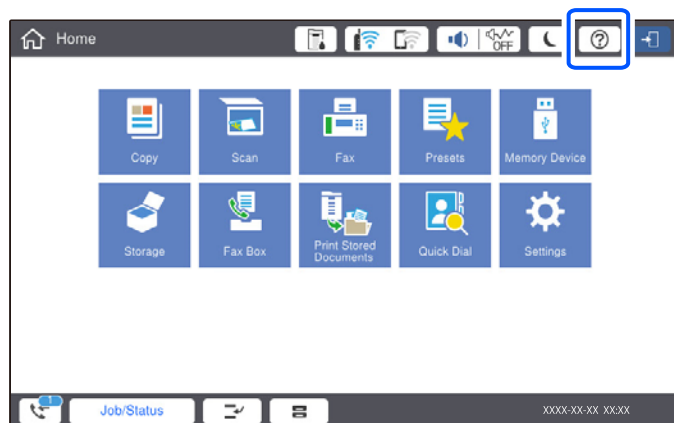 Home
OFF
?
Copy
Scan
Fax
Presets
Memory Device
Storage
Fax Box
Print Stored
Documents
Quick Dial
Settings
1
Job/Status
XXXX-XX-XX XX:XX